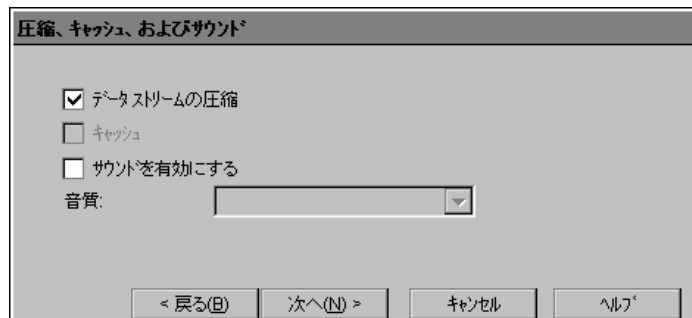 圧縮、ｷｬｯｼｭ、およびｻｳﾝﾄﾞ
ﾃﾞｰﾀ ｽﾄﾘｰﾑの圧縮
ｷｬｯｼｭ
ｻｳﾝﾄﾞを有効にする
音質:
< 戻る(B) 次へ(N) > ｷｬﾝｾﾙ ﾍﾙﾌﾟ